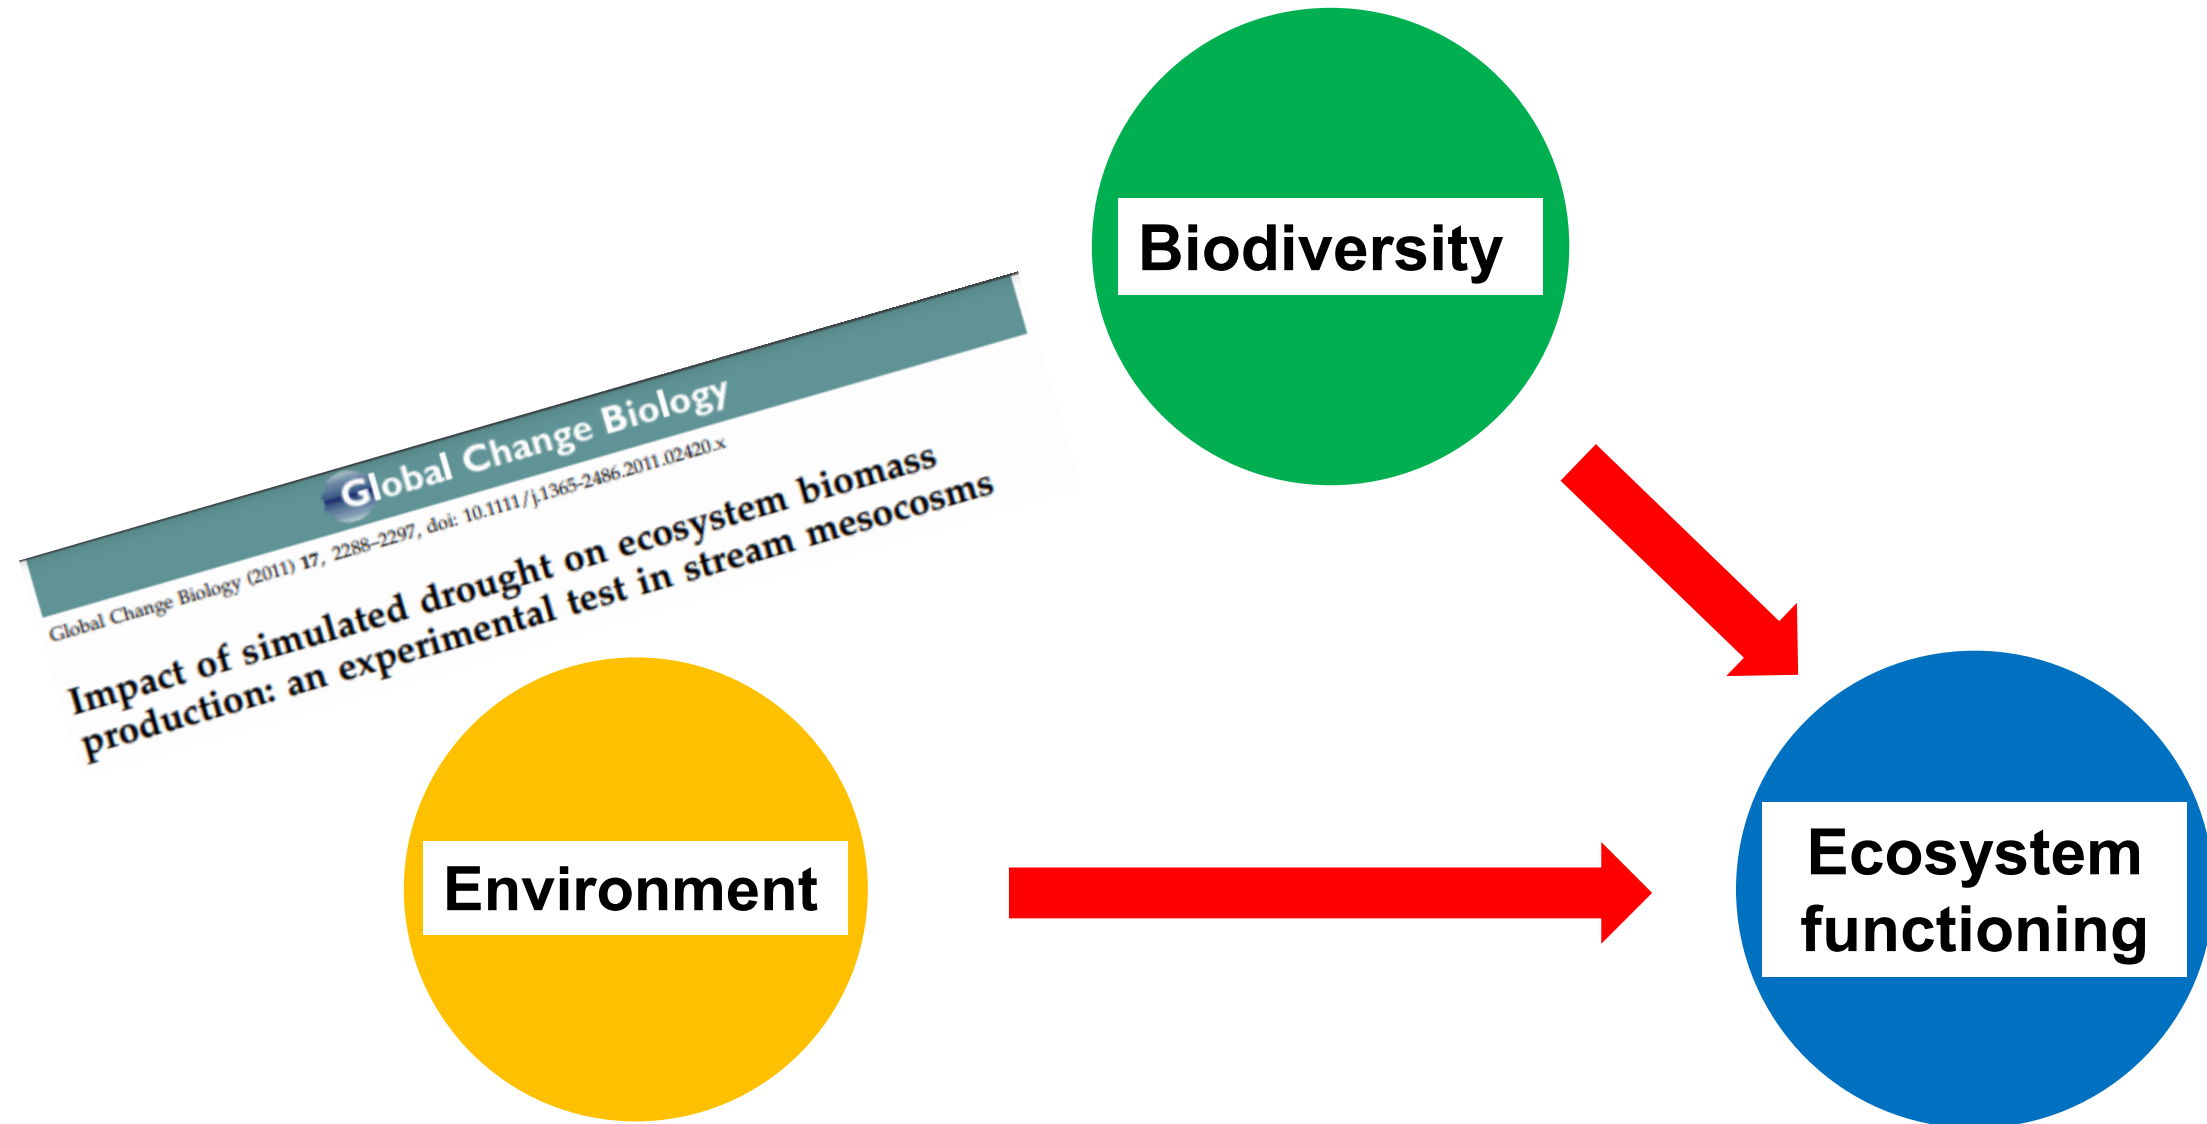 Biodiversity
Global Change Biology
Global Change Biology (2011) 17, 2288–2297, doi: 10.1111/j.1365-2486.2011.02420.x
Impact of simulated drought on ecosystem biomass
production: an experimental test in stream mesocosms
Environment
Ecosystem
functioning